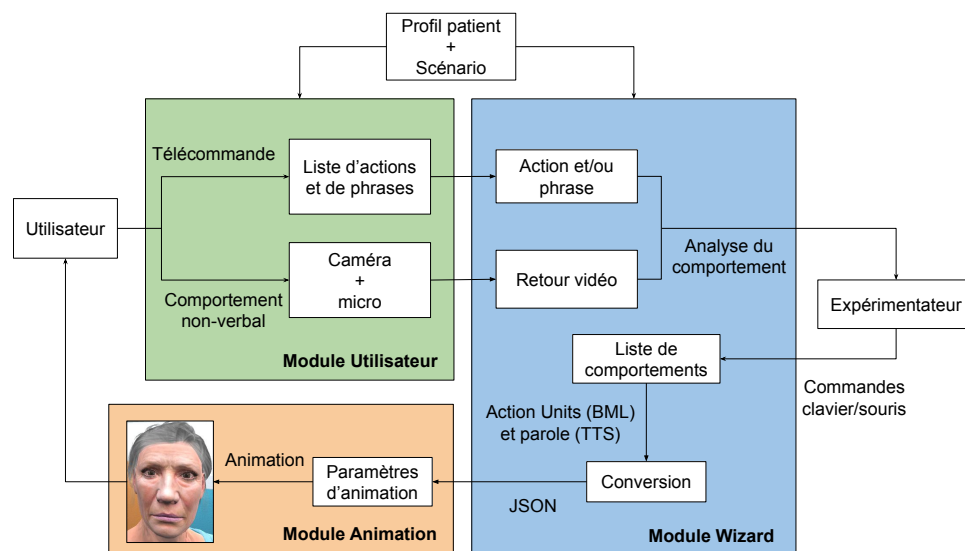 Profil patient
+
Scénario
Télécommande
Liste d'actions
et de phrases
Action et/ou
phrase
Utilisateur
Caméra
+
micro
Comportement
non-verbal
Retour vidéo
Analyse du
comportement
Expérimentateur
Module Utilisateur
Liste de
comportements
Commandes
clavier/souris
Action Units (BML)
et parole (TTS)
Animation
Paramètres
d'animation
Conversion
JSON
Module Animation
Module Wizard